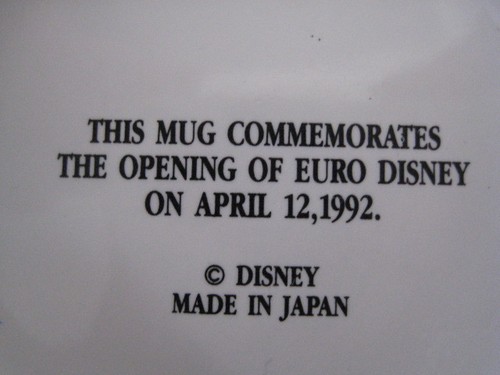 THIS MUG COMMEMORATES
THE OPENING OF EURO DISNEY
ON APRIL 12,1992.
© DISNEY
MADE IN JAPAN